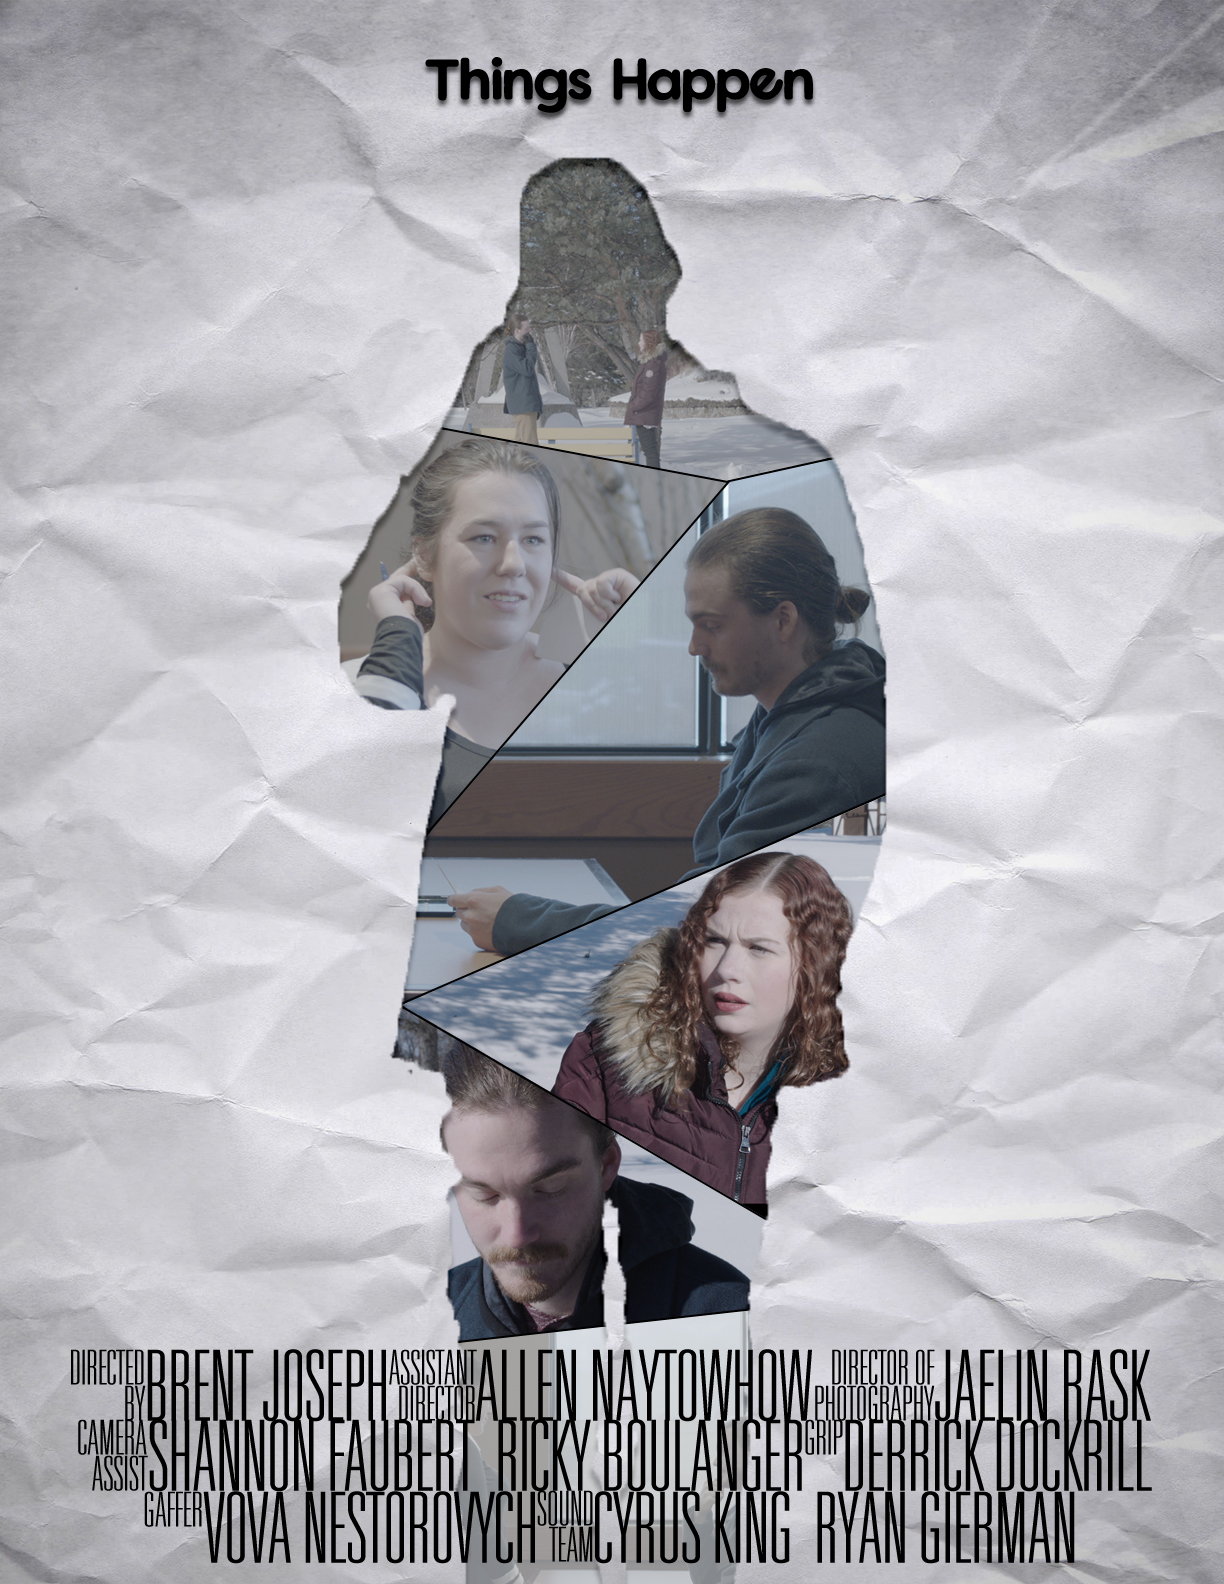 Things Happen
DIRECTED BY BRENT JOSEPH ASSISTANT DIRECTOR ALLEN NAYTOWHOW DIRECTOR OF PHOTOGRAPHY JAELIN RASK
CAMERA ASSIST SHANNON FAUBERT RICKY BOULANGER GRIP DERRICK DOCKRILL
GAFFER VOVA NESTOROVYCH SOUND TEAM CYRUS KING RYAN GIERMAN